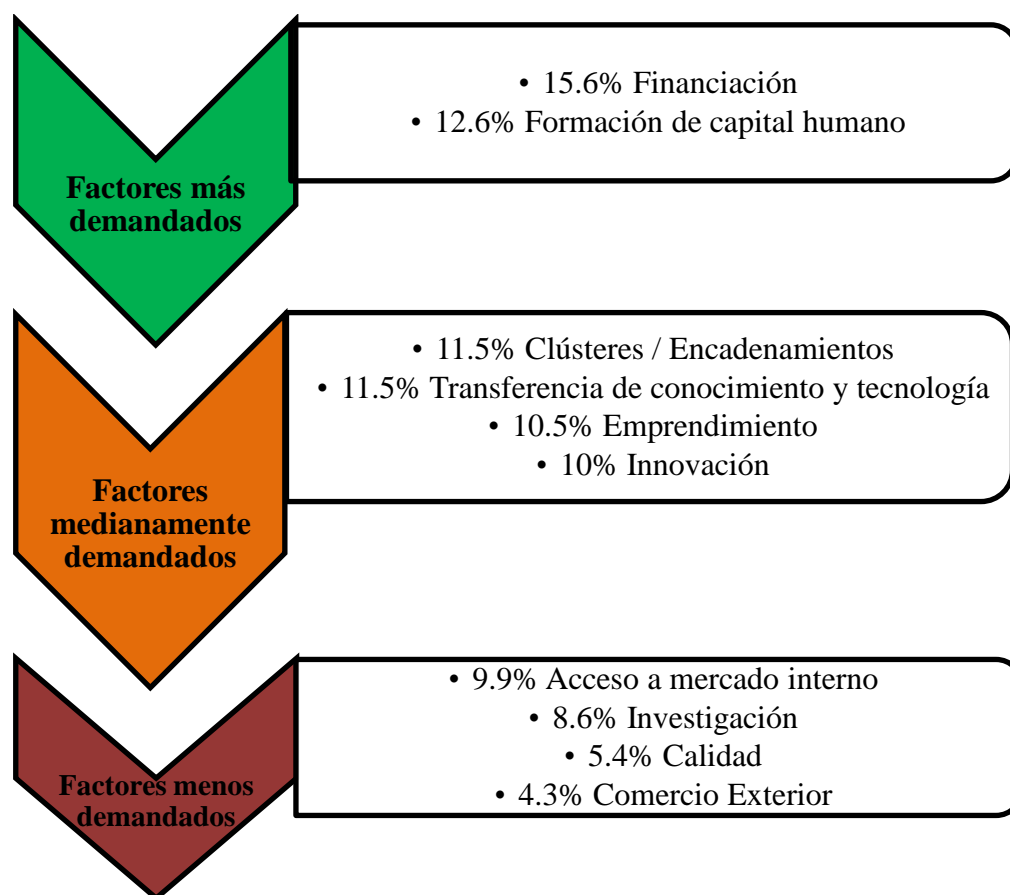 Factores más
demandados
• 15.6% Financiación
• 12.6% Formación de capital humano
Factores
medianamente
demandados
• 11.5% Clústeres / Encadenamientos
• 11.5% Transferencia de conocimiento y tecnología
• 10.5% Emprendimiento
• 10% Innovación
Factores menos
demandados
• 9.9% Acceso a mercado interno
• 8.6% Investigación
• 5.4% Calidad
• 4.3% Comercio Exterior